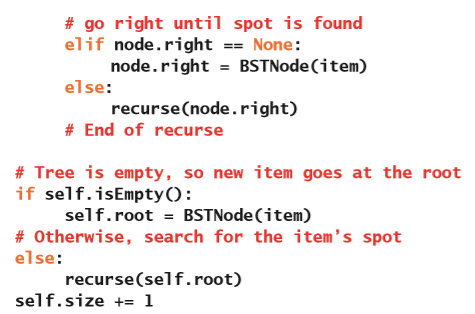 # go right until spot is found
elif node.right == None:
node.right = BSTNode(item)
else:
recurse(node.right)
# End of recurse
# Tree is empty, so new item goes at the root
if self.isEmpty():
self.root = BSTNode(item)
# Otherwise, search for the item’s spot
else:
recurse(self.root)
self.size += 1